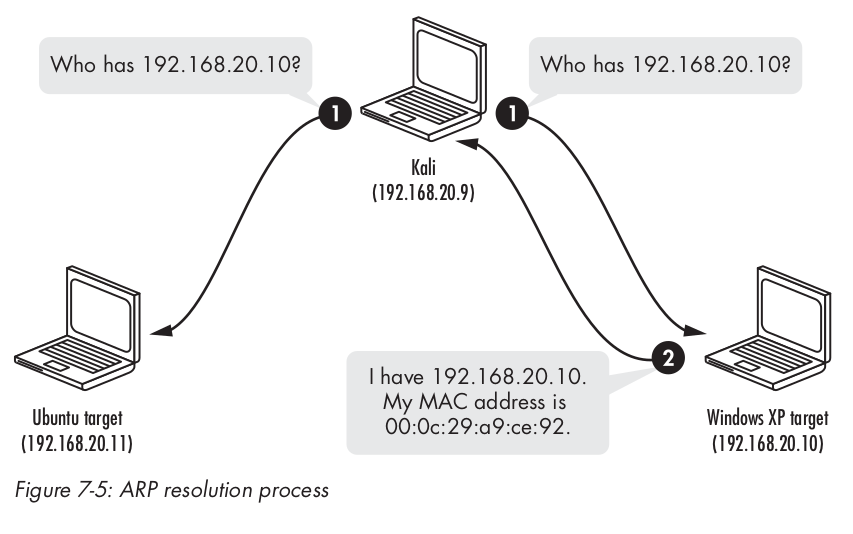 Who has 192.168.20.10?
1
1
Who has 192.168.20.10?
Kali
(192.168.20.9)
2
I have 192.168.20.10.
My MAC address is
00:0c:29:a9:ce:92.
Ubuntu target
(192.168.20.11)
Windows XP target
(192.168.20.10)
Figure 7-5: ARP resolution process